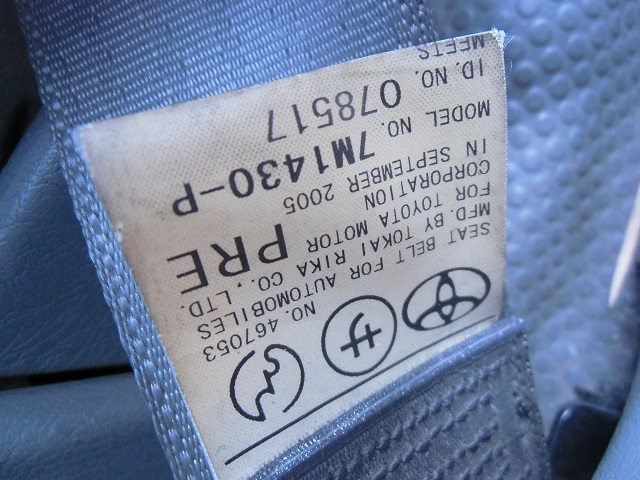 NO. 467053
SEAT BELT FOR AUTOMOBILES
MFD. BY TOKAI RIKA CO., LTD.
FOR TOYOTA MOTOR
CORPORATION
PRE
IN SEPTEMBER 2005
MODEL NO. 7M1430-P
ID. NO. 078517
MEETS